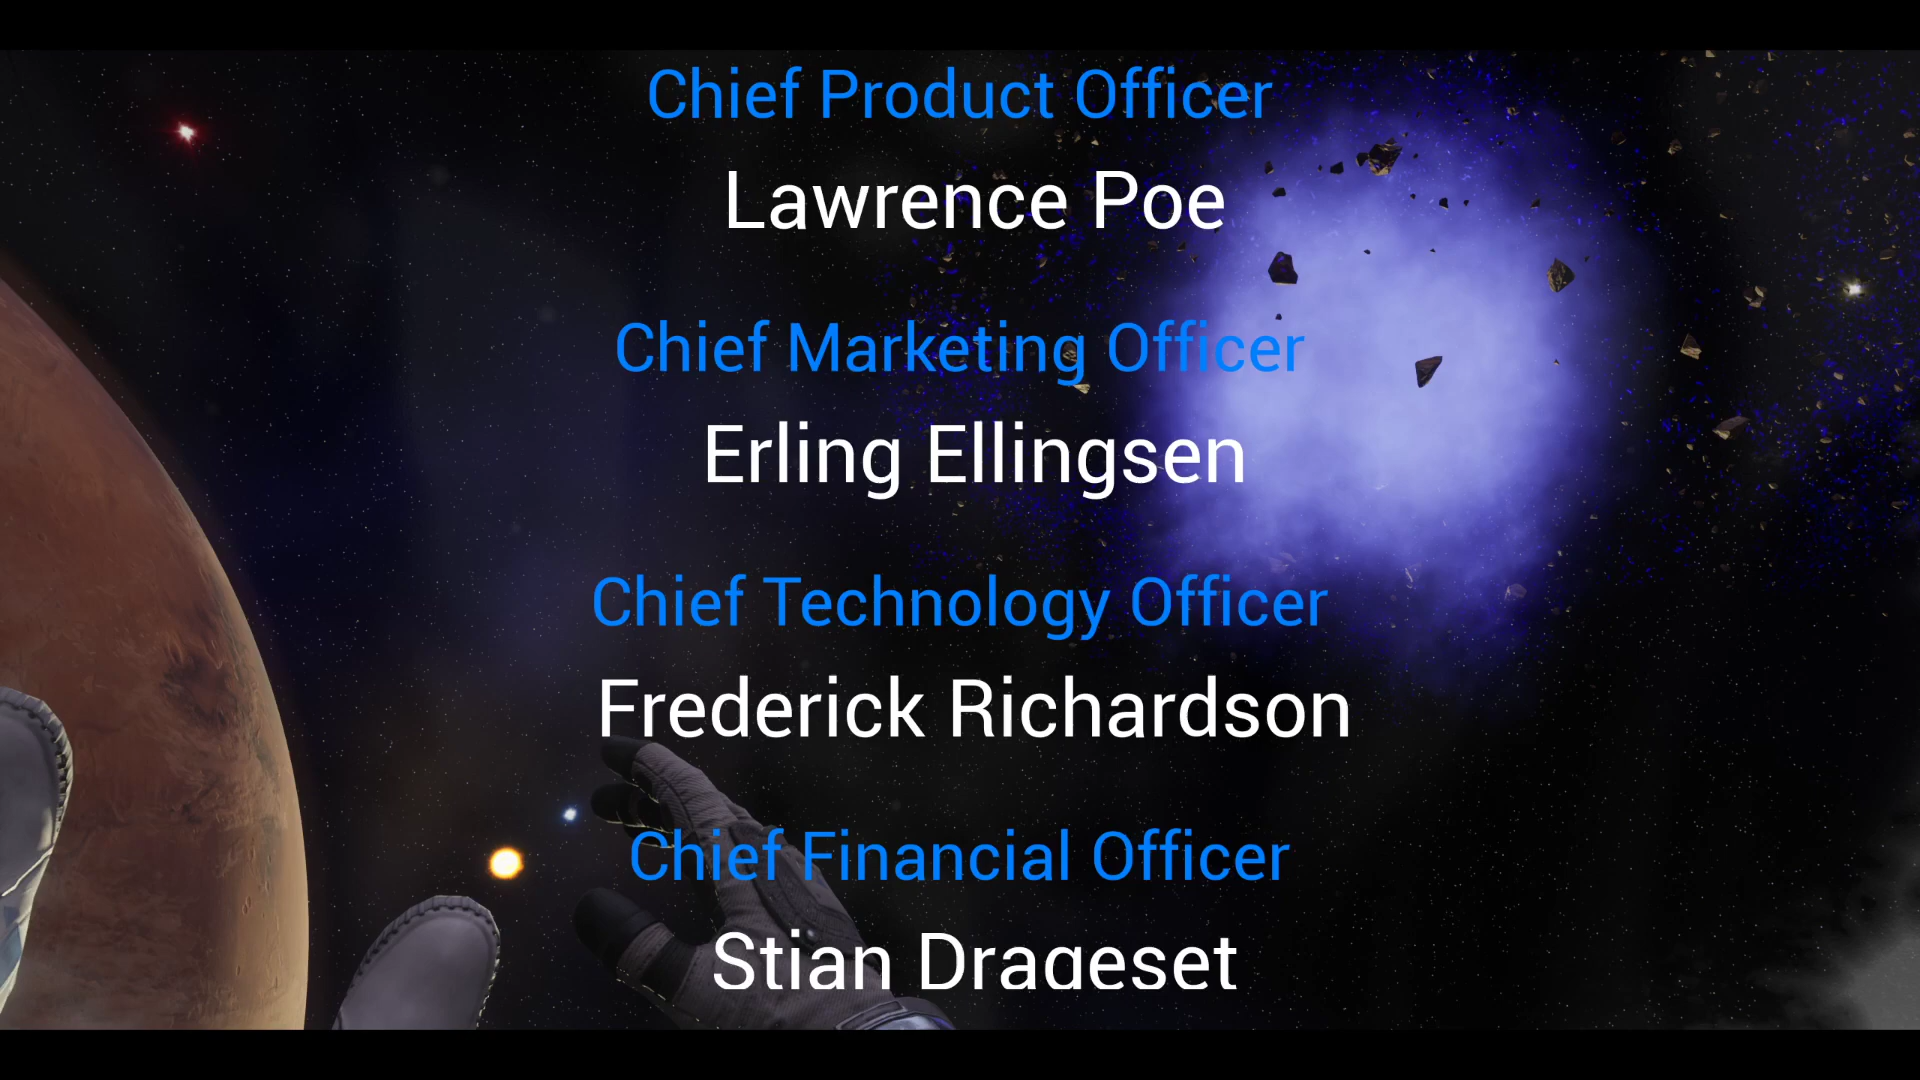 Chief Product Officer
Lawrence Poe
Chief Marketing Officer
Erling Ellingsen
Chief Technology Officer
Frederick Richardson
Chief Financial Officer
Stian Drageset